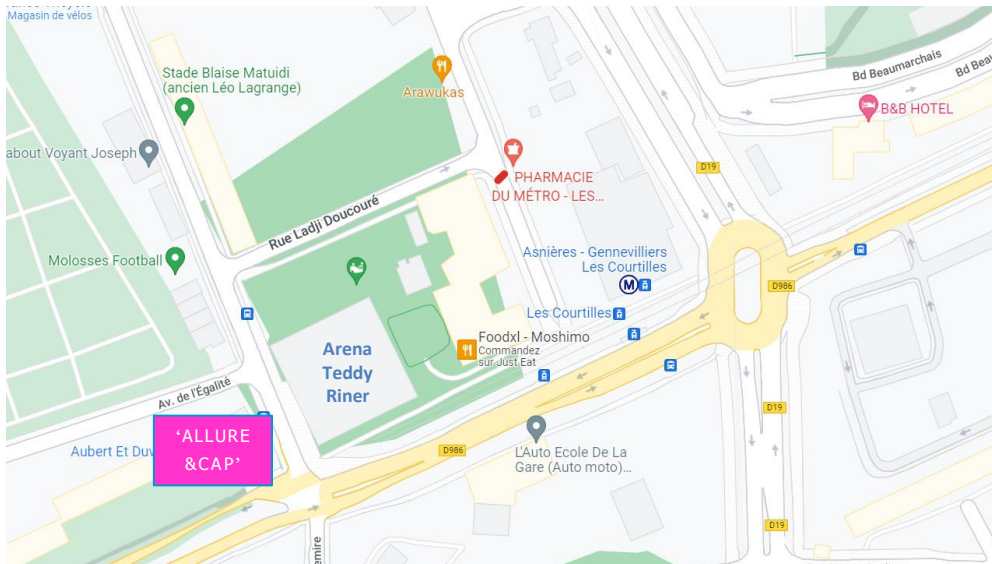 Magasin de vélos
Stade Blaise Matuidi
(ancien Léo Lagrange)
Arawukas
Bd Beaumarchais
Bd Beau
B&B HOTEL
about Voyant Joseph
PHARMACIE
DU MÉTRO - LES...
D19
Rue Ladji Doucouré
Molosses Football
Asnières - Gennevilliers
Les Courtilles
M
D986
Les Courtilles
Foodxl - Moshimo
Commandez
sur Just Eat
Arena
Teddy
Riner
Av. de l'Égalité
D19
'ALLURE
&CAP'
Aubert Et Duv
D986
L'Auto Ecole De La
Gare (Auto moto)...
D19
emire